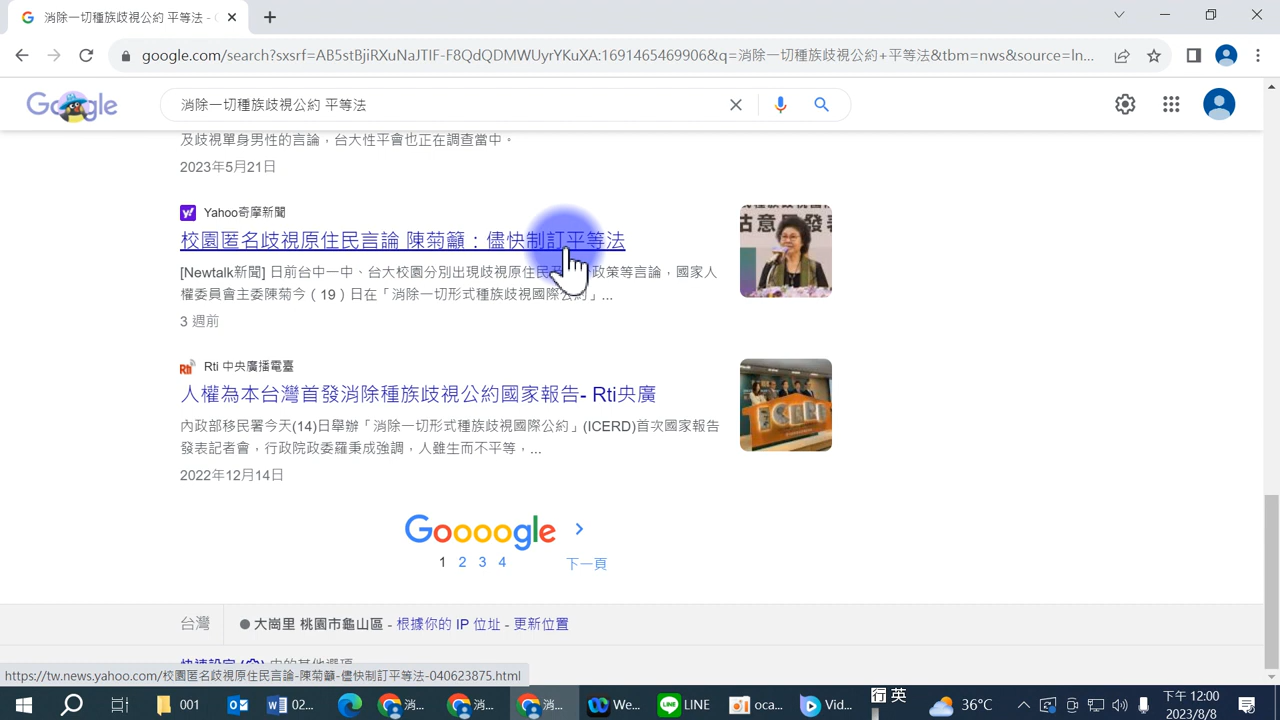 消除一切種族歧視公約 平等法 -
google.com/search?sxsrf=AB5stBjiRXuNaJTIF-F8QdQDMWUyrYKuXA:1691465469906&q=消除一切種族歧視公約+平等法&tbm=nws&source=ln...
Google
消除一切種族歧視公約 平等法
及歧視單身男性的言論，台大性平會也正在調查當中。
2023年5月21日
Yahoo奇摩新聞
校園匿名歧視原住民言論 陳菊籲：儘快制訂平等法
[Newtalk新聞] 日前台中一中、台大校園分別出現歧視原住民 政策等言論，國家人
權委員會主委陳菊今（19）日在「消除一切形式種族歧視國際公約」...
3 週前
Rti 中央廣播電臺
人權為本台灣首發消除種族歧視公約國家報告- Rti央廣
內政部移民署今天(14)日舉辦「消除一切形式種族歧視國際公約」(ICERD)首次國家報告
發表記者會，行政院政委羅秉成強調，人雖生而不平等，...
ICERD
2022年12月14日
Goooogle
1 2 3 4 下一頁
台灣 大崗里 桃園市龜山區 - 根據你的 IP 位址 - 更新位置
https://tw.news.yahoo.com/校園匿名歧視原住民言論-陳菊籲-儘快制訂平等法-040623875.html
001 02... 消... 消... We... LINE oca... Vid... 行 英 36°C 下午 12:00
2023/8/8